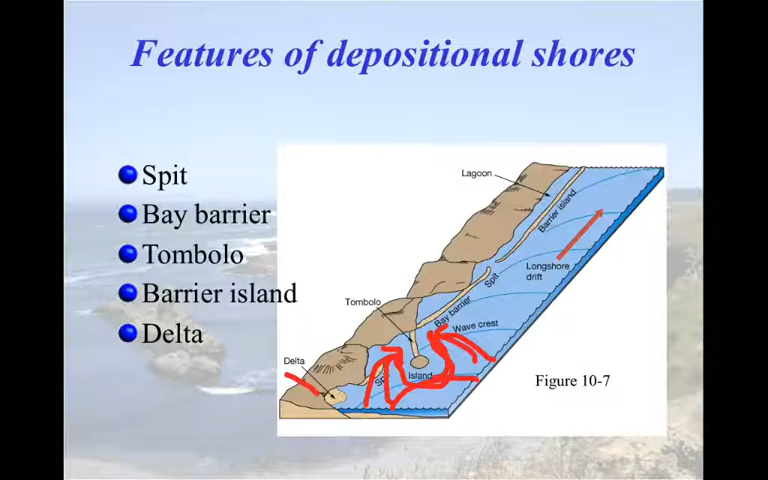 Features of depositional shores
Spit
Bay barrier
Tombolo
Barrier island
Delta
Lagoon
Barrier island
Longshore
drift
Spit
Tombolo
Bay barrier
Wave crest
Delta
Island
Figure 10-7